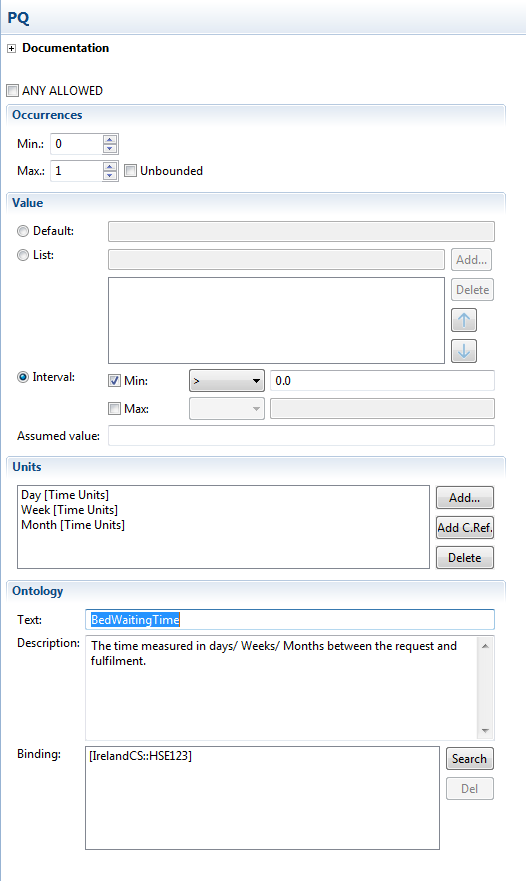 PQ
Documentation
ANY ALLOWED
Occurrences
Min.: 0
Max.: 1 Unbounded
Value
Default:
List: Add...
Delete
Interval: Min: > 0.0
Max:
Assumed value:
Units
Day [Time Units]
Week [Time Units]
Month [Time Units]
Add...
Add C.Ref.
Delete
Ontology
Text: BedWaitingTime
Description: The time measured in days/ Weeks/ Months between the request and
fulfilment.
Binding: [IrelandCS::HSE123] Search
Del